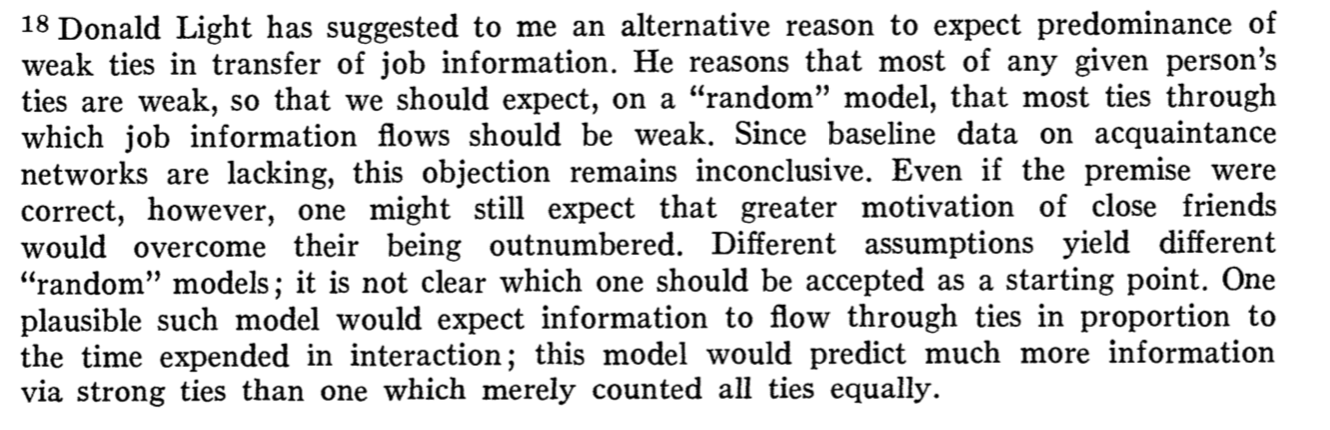 18 Donald Light has suggested to me an alternative reason to expect predominance of
weak ties in transfer of job information. He reasons that most of any given person's
ties are weak, so that we should expect, on a “random” model, that most ties through
which job information flows should be weak. Since baseline data on acquaintance
networks are lacking, this objection remains inconclusive. Even if the premise were
correct, however, one might still expect that greater motivation of close friends
would overcome their being outnumbered. Different assumptions yield different
“random” models; it is not clear which one should be accepted as a starting point. One
plausible such model would expect information to flow through ties in proportion to
the time expended in interaction; this model would predict much more information
via strong ties than one which merely counted all ties equally.